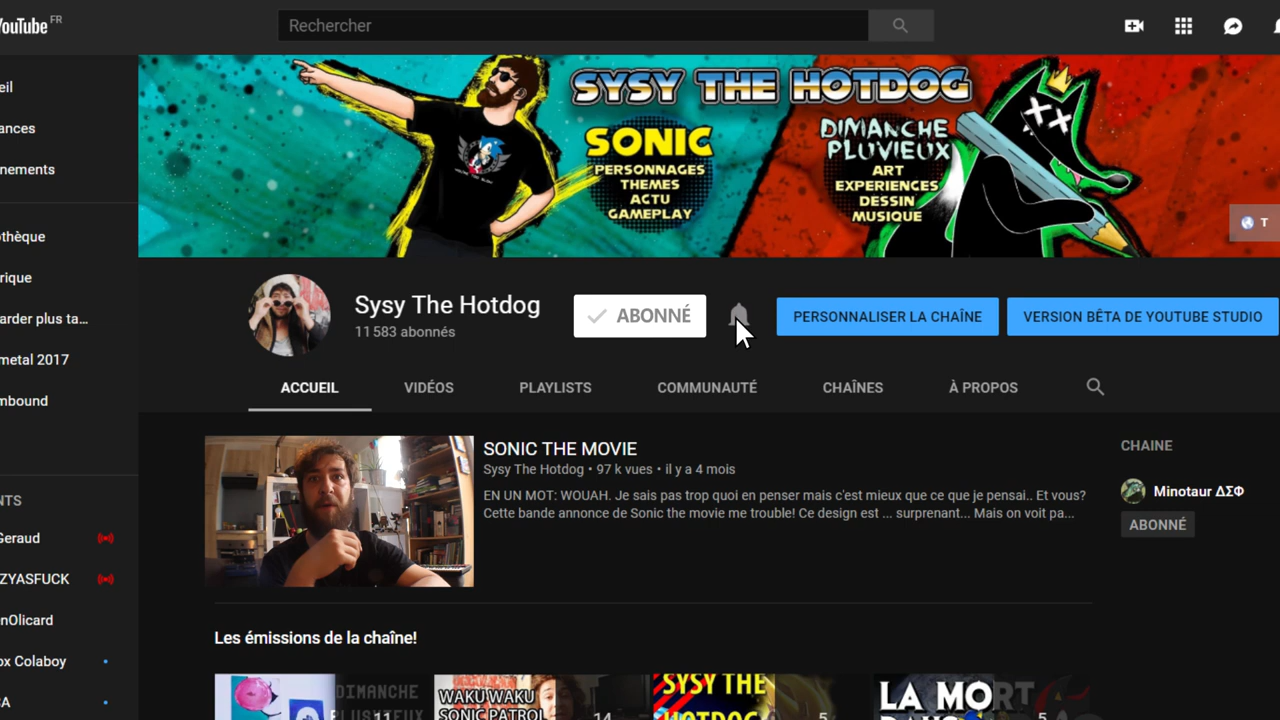 YouTube FR
Rechercher
eil
ances
nements
othèque
rique
arder plus ta...
metal 2017
mbound
NTS
Geraud
ZYASFUCK
nOlicard
ox Colaboy
A
SYSY THE HOTDOG
SONIC
PERSONNAGES
THEMES
ACTU
GAMEPLAY
DIMANCHE
PLUVIEUX
ART
EXPERIENCES
DESSIN
MUSIQUE
T
Sysy The Hotdog
11 583 abonnés
ABONNÉ
PERSONNALISER LA CHAÎNE
VERSION BÊTA DE YOUTUBE STUDIO
ACCUEIL
VIDÉOS
PLAYLISTS
COMMUNAUTÉ
CHAÎNES
À PROPOS
SONIC THE MOVIE
Sysy The Hotdog • 97 k vues • il y a 4 mois
EN UN MOT: WOUAH. Je sais pas trop quoi en penser mais c'est mieux que ce que je pensai.. Et vous?
Cette bande annonce de Sonic the movie me trouble! Ce design est ... surprenant... Mais on voit pa...
CHAINE
Minotaur ΔΣΦ
ABONNÉ
Les émissions de la chaîne!
DIMANCHE
PLUVIEUX
11
WAKU WAKU
SONIC PATROL
14
SYSY THE
HOTDOG
5
LA MORT
5